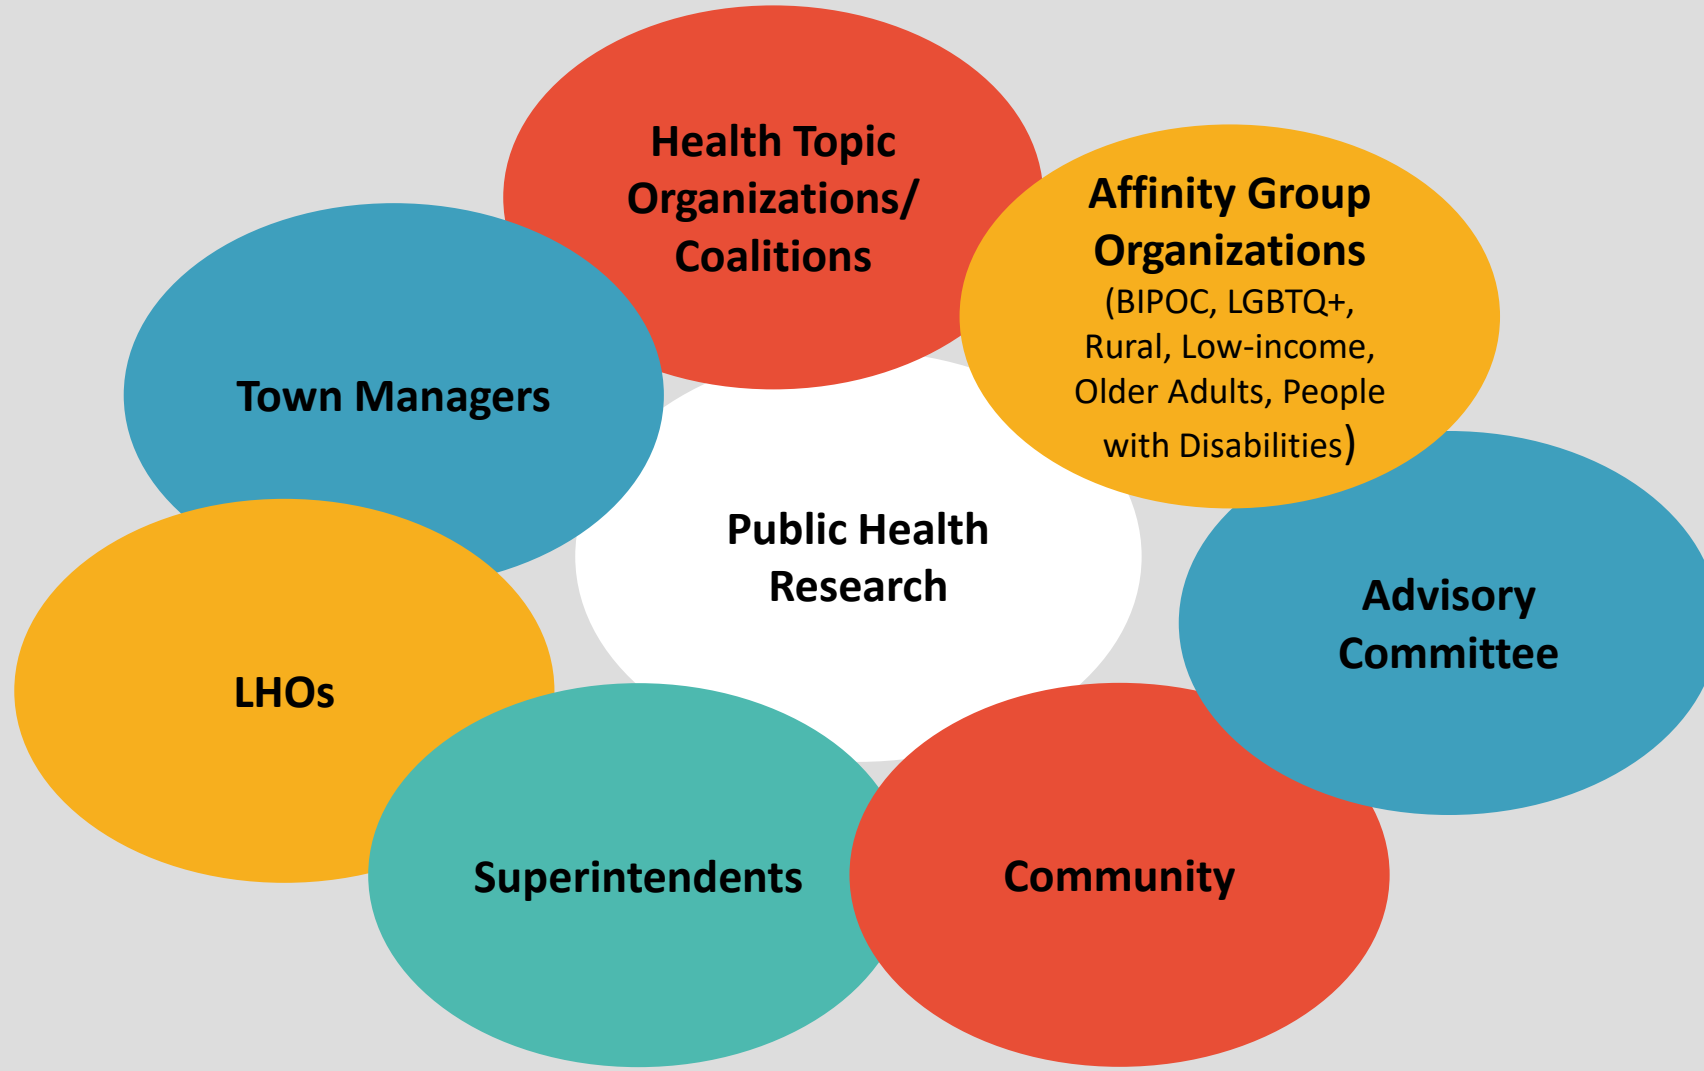 Health Topic
Organizations/
Coalitions
Affinity Group
Organizations
(BIPOC, LGBTQ+,
Rural, Low-income,
Older Adults, People
with Disabilities)
Town Managers
Public Health
Research
Advisory
Committee
LHOs
Superintendents
Community